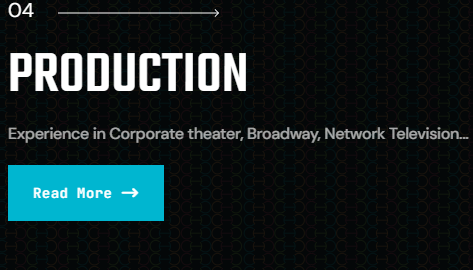 04
PRODUCTION
Experience in Corporate theater, Broadway, Network Television...
Read More →